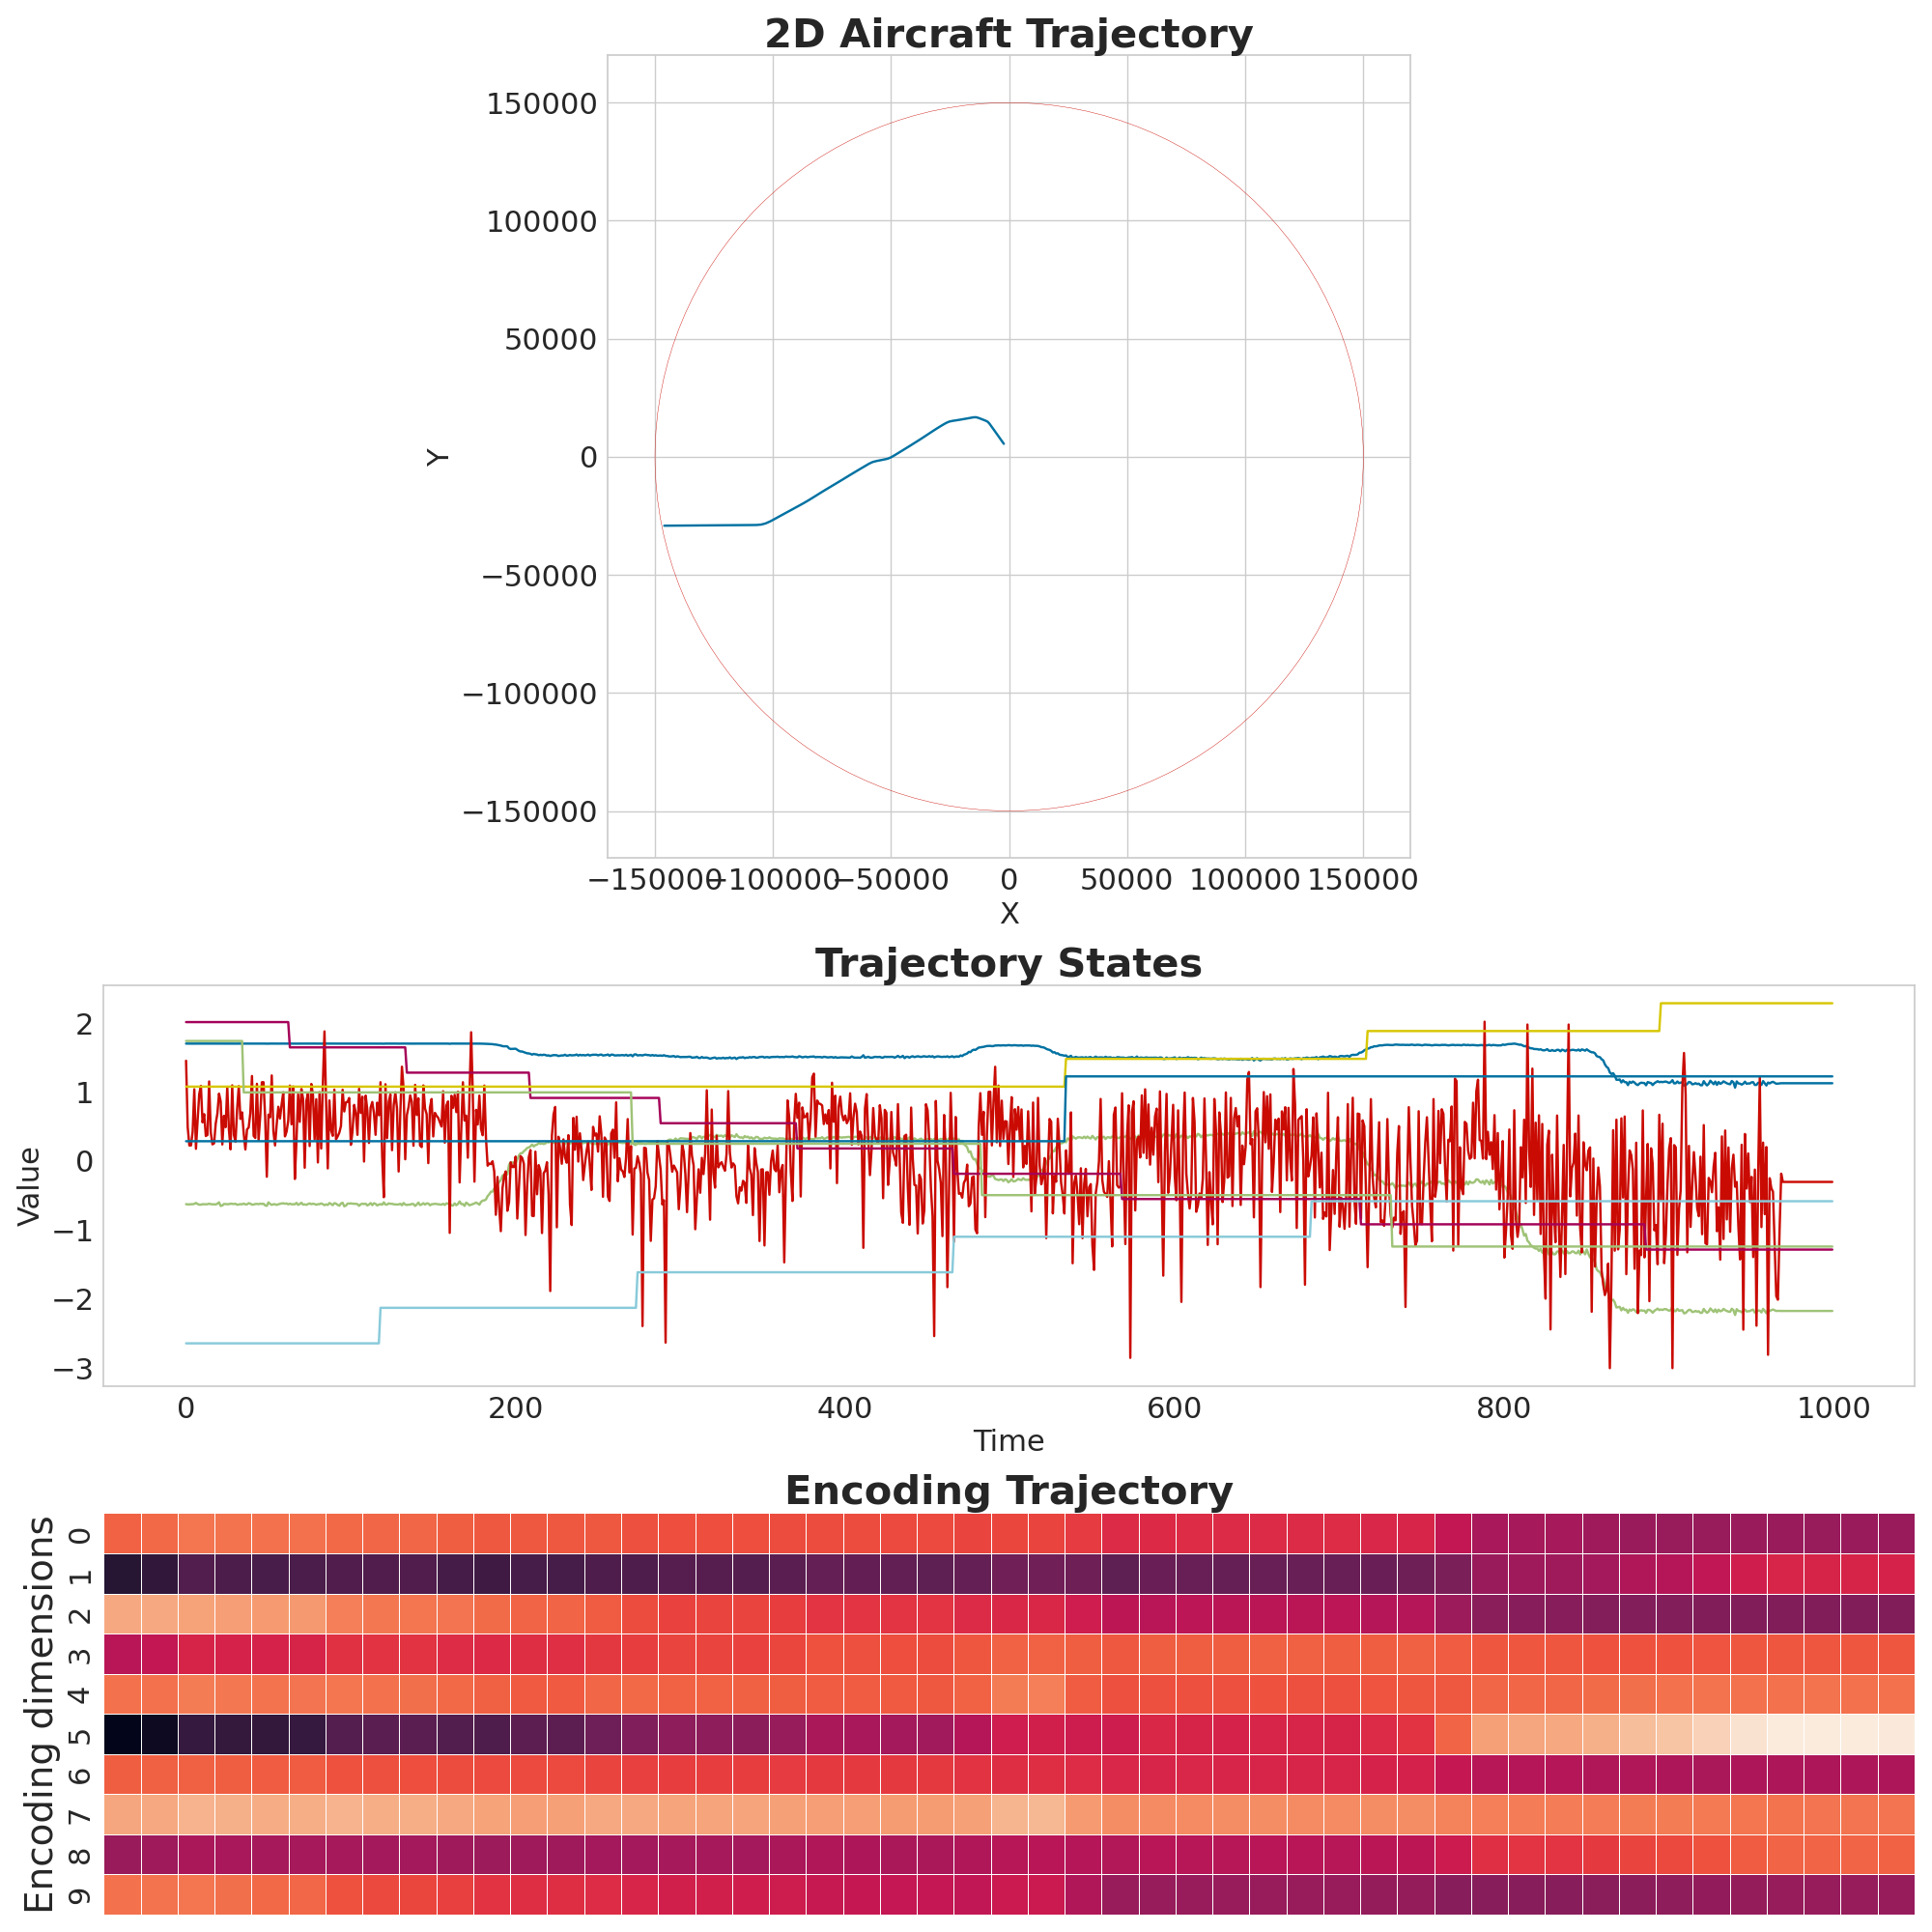 2D Aircraft Trajectory
150000
100000
50000
0
−50000
−100000
−150000
Y
−150000 −100000 −50000 0 50000 100000 150000
X
Trajectory States
2
1
0
−1
−2
−3
Value
0 200 400 600 800 1000
Time
Encoding Trajectory
0
1
2
3
4
5
6
7
8
9
Encoding dimensions